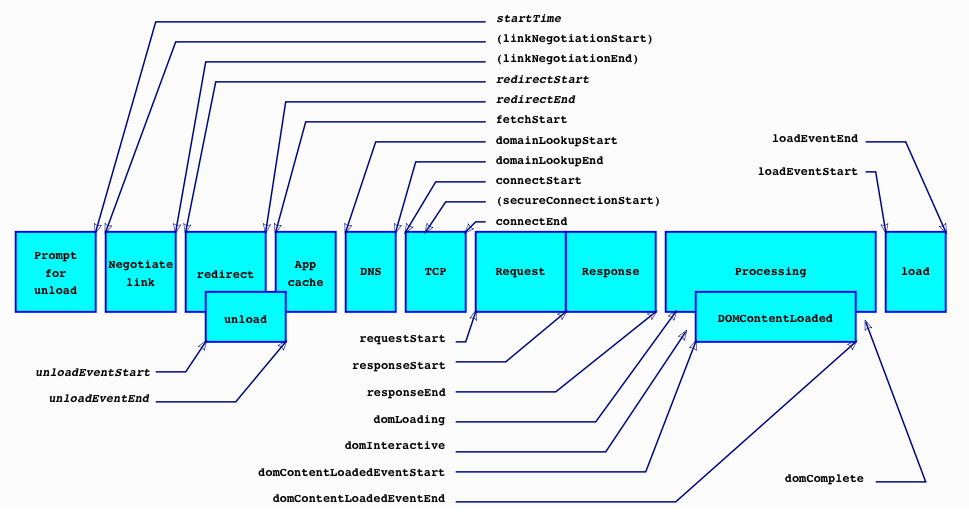 startTime
(linkNegotiationStart)
(linkNegotiationEnd)
redirectStart
redirectEnd
fetchStart
domainLookupStart
domainLookupEnd
connectStart
(secureConnectionStart)
connectEnd
loadEventEnd
loadEventStart
Prompt
for
unload
Negotiate
link
redirect
unload
App
cache
DNS
TCP
Request
Response
Processing
DOMContentLoaded
load
unloadEventStart
unloadEventEnd
requestStart
responseStart
responseEnd
domLoading
domInteractive
domContentLoadedEventStart
domContentLoadedEventEnd
domComplete